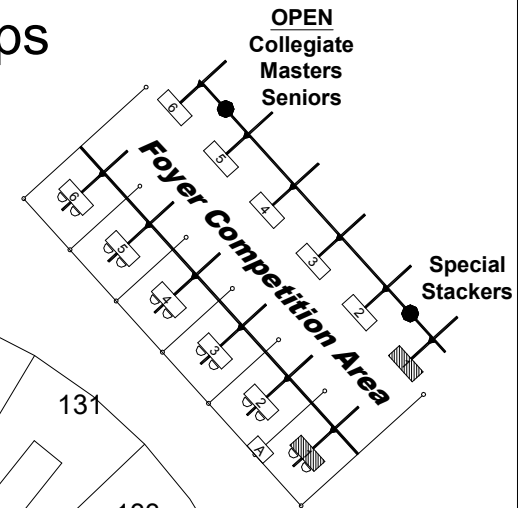 ps
OPEN
Collegiate
Masters
Seniors
6
5
4
3
2
Foyer Competition Area
Special
Stackers
6
5
4
3
2
A
131